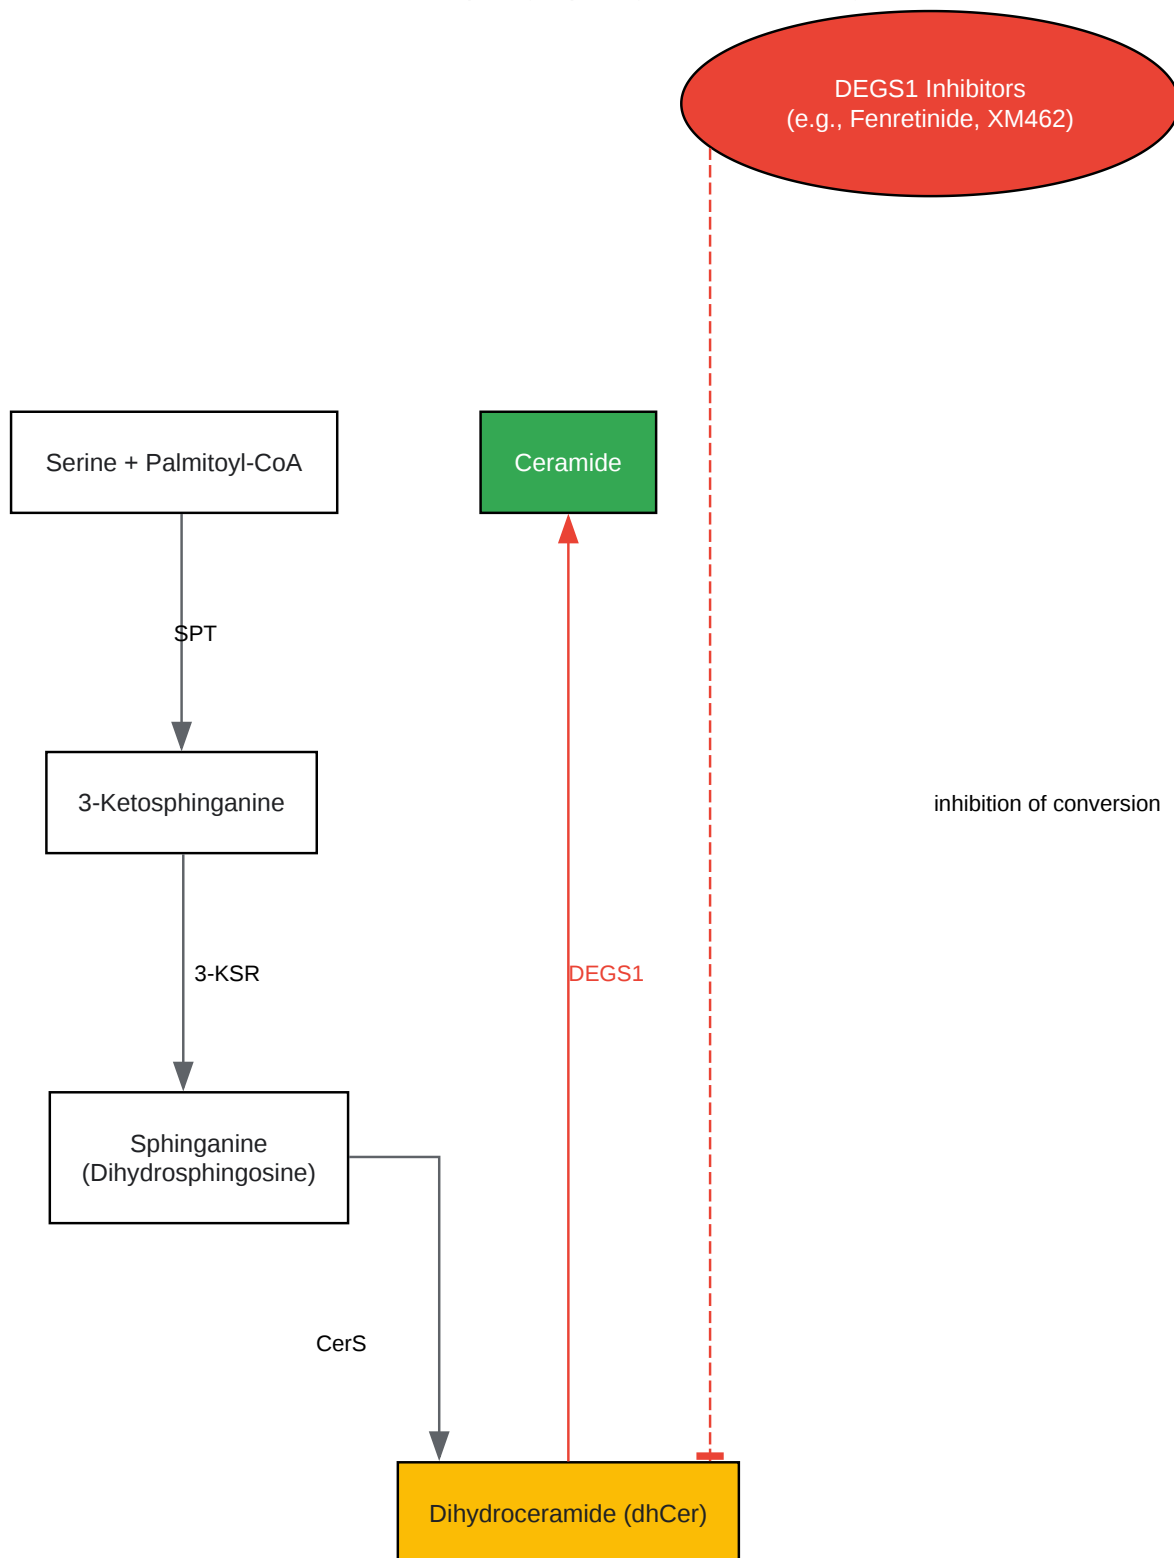 DEGS1 Inhibitors
(e.g., Fenretinide, XM462)
Serine + Palmitoyl-CoA
Ceramide
SPT
3-Ketosphinganine
inhibition of conversion
3-KSR
DEGS1
Sphinganine
(Dihydrosphingosine)
CerS
Dihydroceramide (dhCer)